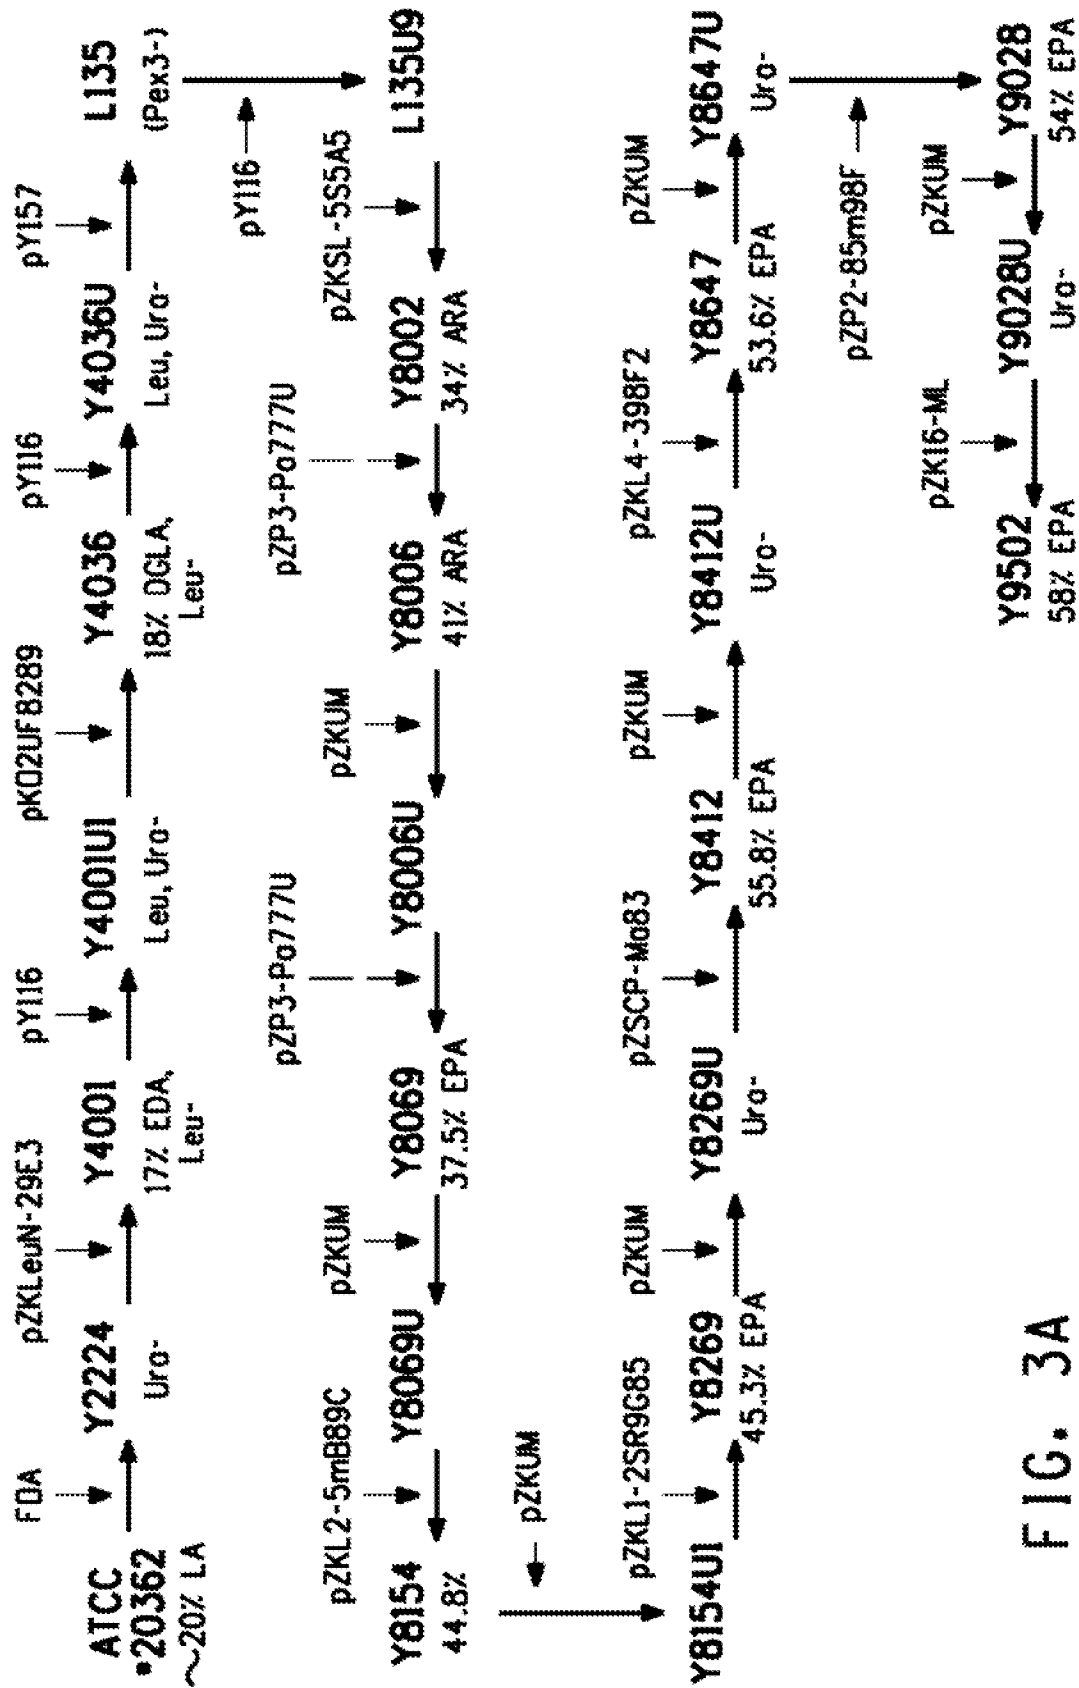 FOA
pZKLeuN-29E3
pY116
pKO2UF8289
pY116
pY157
ATCC
*20362
~20% LA
Y2224
Ura-
Y4001
17% EDA,
Leu-
Y4001U1
Leu, Ura-
Y4036
18% DGLA,
Leu-
Y4036U
Leu, Ura-
L135
(Pex3-)
pY116
pZP3-Pa777U
pZP3-Pa777U
pZKL2-5mB89C
pZKUM
pZKUM
pZKSL-5S5A5
Y8154
44.8%
Y8069U
Y8069
37.5% EPA
Y8006U
Y8006
41% ARA
Y8002
34% ARA
L135U9
pZKUM
pZKL1-2SR9G85
pZKUM
pZSCP-Ma83
pZKUM
pZKL4-398F2
pZKUM
Y8154U1
Y8269
45.3% EPA
Y8269U
Ura-
Y8412
55.8% EPA
Y8412U
Ura-
Y8647
53.6% EPA
Y8647U
Ura-
pZP2-85m98F
pZK16-ML
pZKUM
Y9502
58% EPA
Y9028U
Ura-
Y9028
54% EPA
FIG. 3A